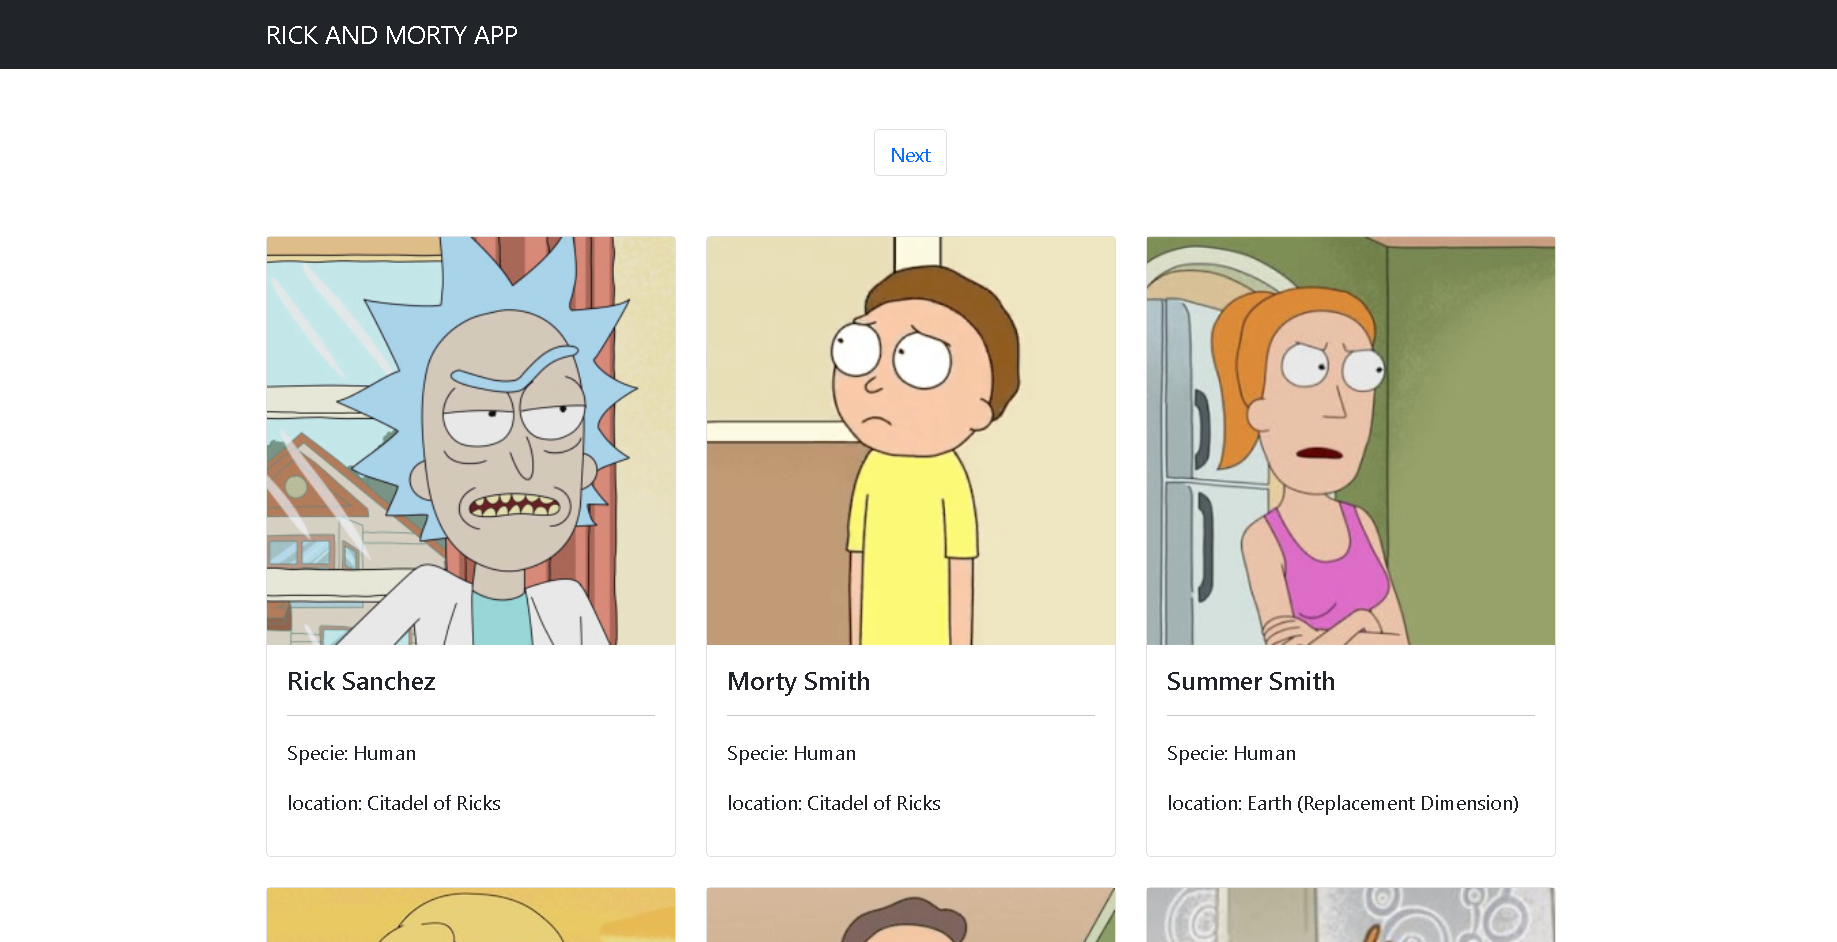 RICK AND MORTY APP
Next
Rick Sanchez
Specie: Human
location: Citadel of Ricks
Morty Smith
Specie: Human
location: Citadel of Ricks
Summer Smith
Specie: Human
location: Earth (Replacement Dimension)